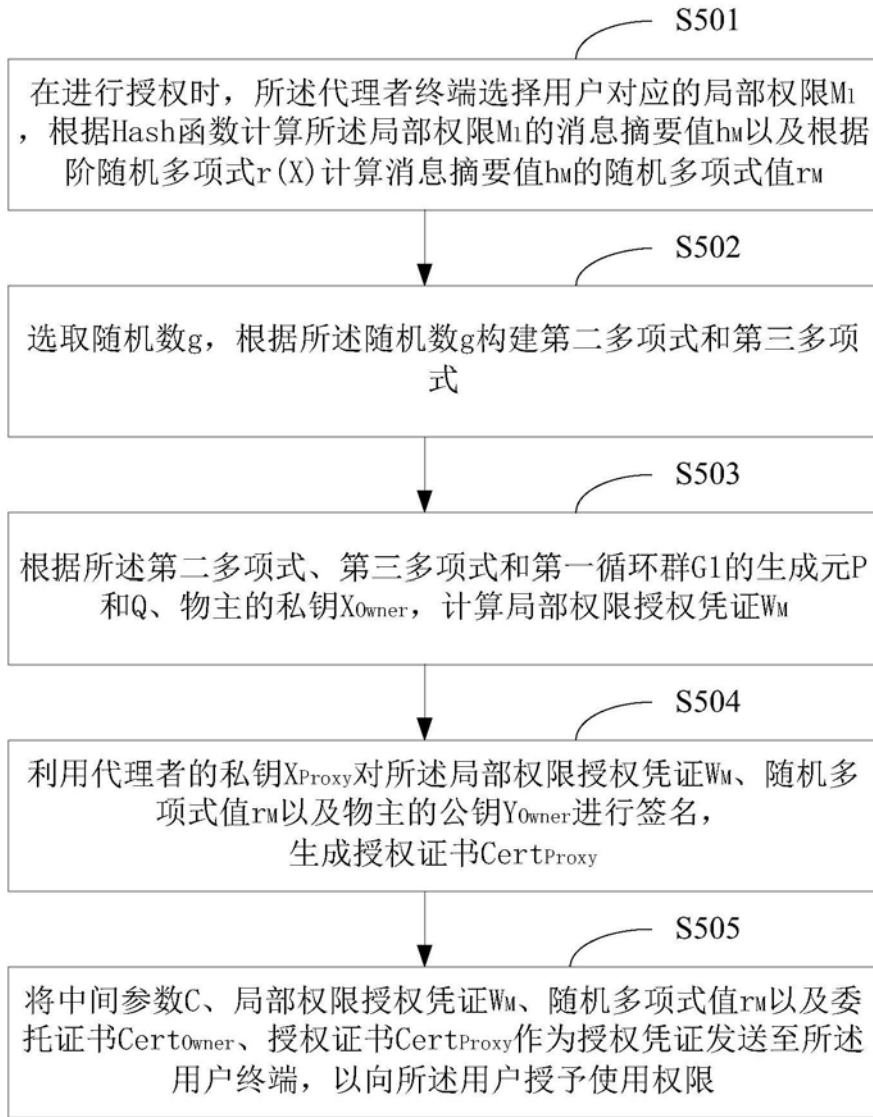 S501
在进行授权时，所述代理者终端选择用户对应的局部权限M1
，根据Hash函数计算所述局部权限M1的消息摘要值hM以及根据
阶随机多项式r(X)计算消息摘要值hM的随机多项式值rM
S502
选取随机数g，根据所述随机数g构建第二多项式和第三多项
式
S503
根据所述第二多项式、第三多项式和第一循环群G1的生成元P
和Q、物主的私钥XOwner，计算局部权限授权凭证WM
S504
利用代理者的私钥XProxy对所述局部权限授权凭证WM、随机多
项式值rM以及物主的公钥YOwner进行签名，
生成授权证书CertProxy
S505
将中间参数C、局部权限授权凭证WM、随机多项式值rM以及委
托证书CertOwner、授权证书CertProxy作为授权凭证发送至所述
用户终端，以向所述用户授予使用权限